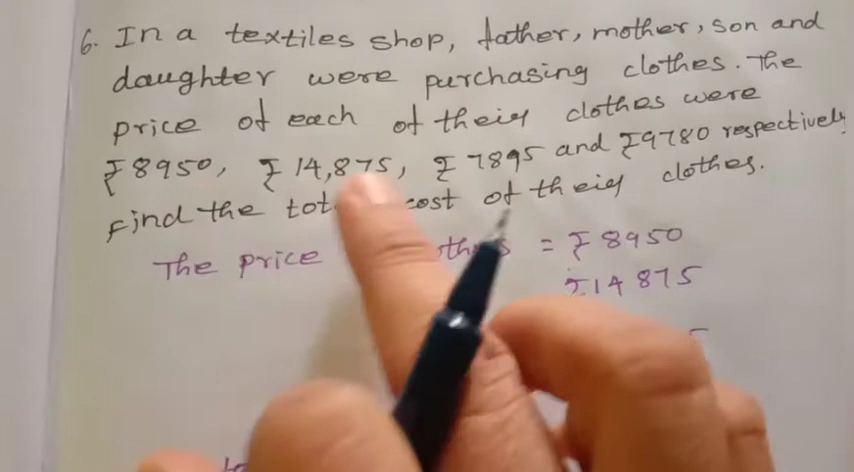 6. In a textiles shop, father, mother, son and
daughter were purchasing clothes. The
price of each of their clothes were
₹8950, ₹14,875, ₹7895 and ₹9780 respectively
Find the cost of their clothes.
The price = ₹8950
₹14875